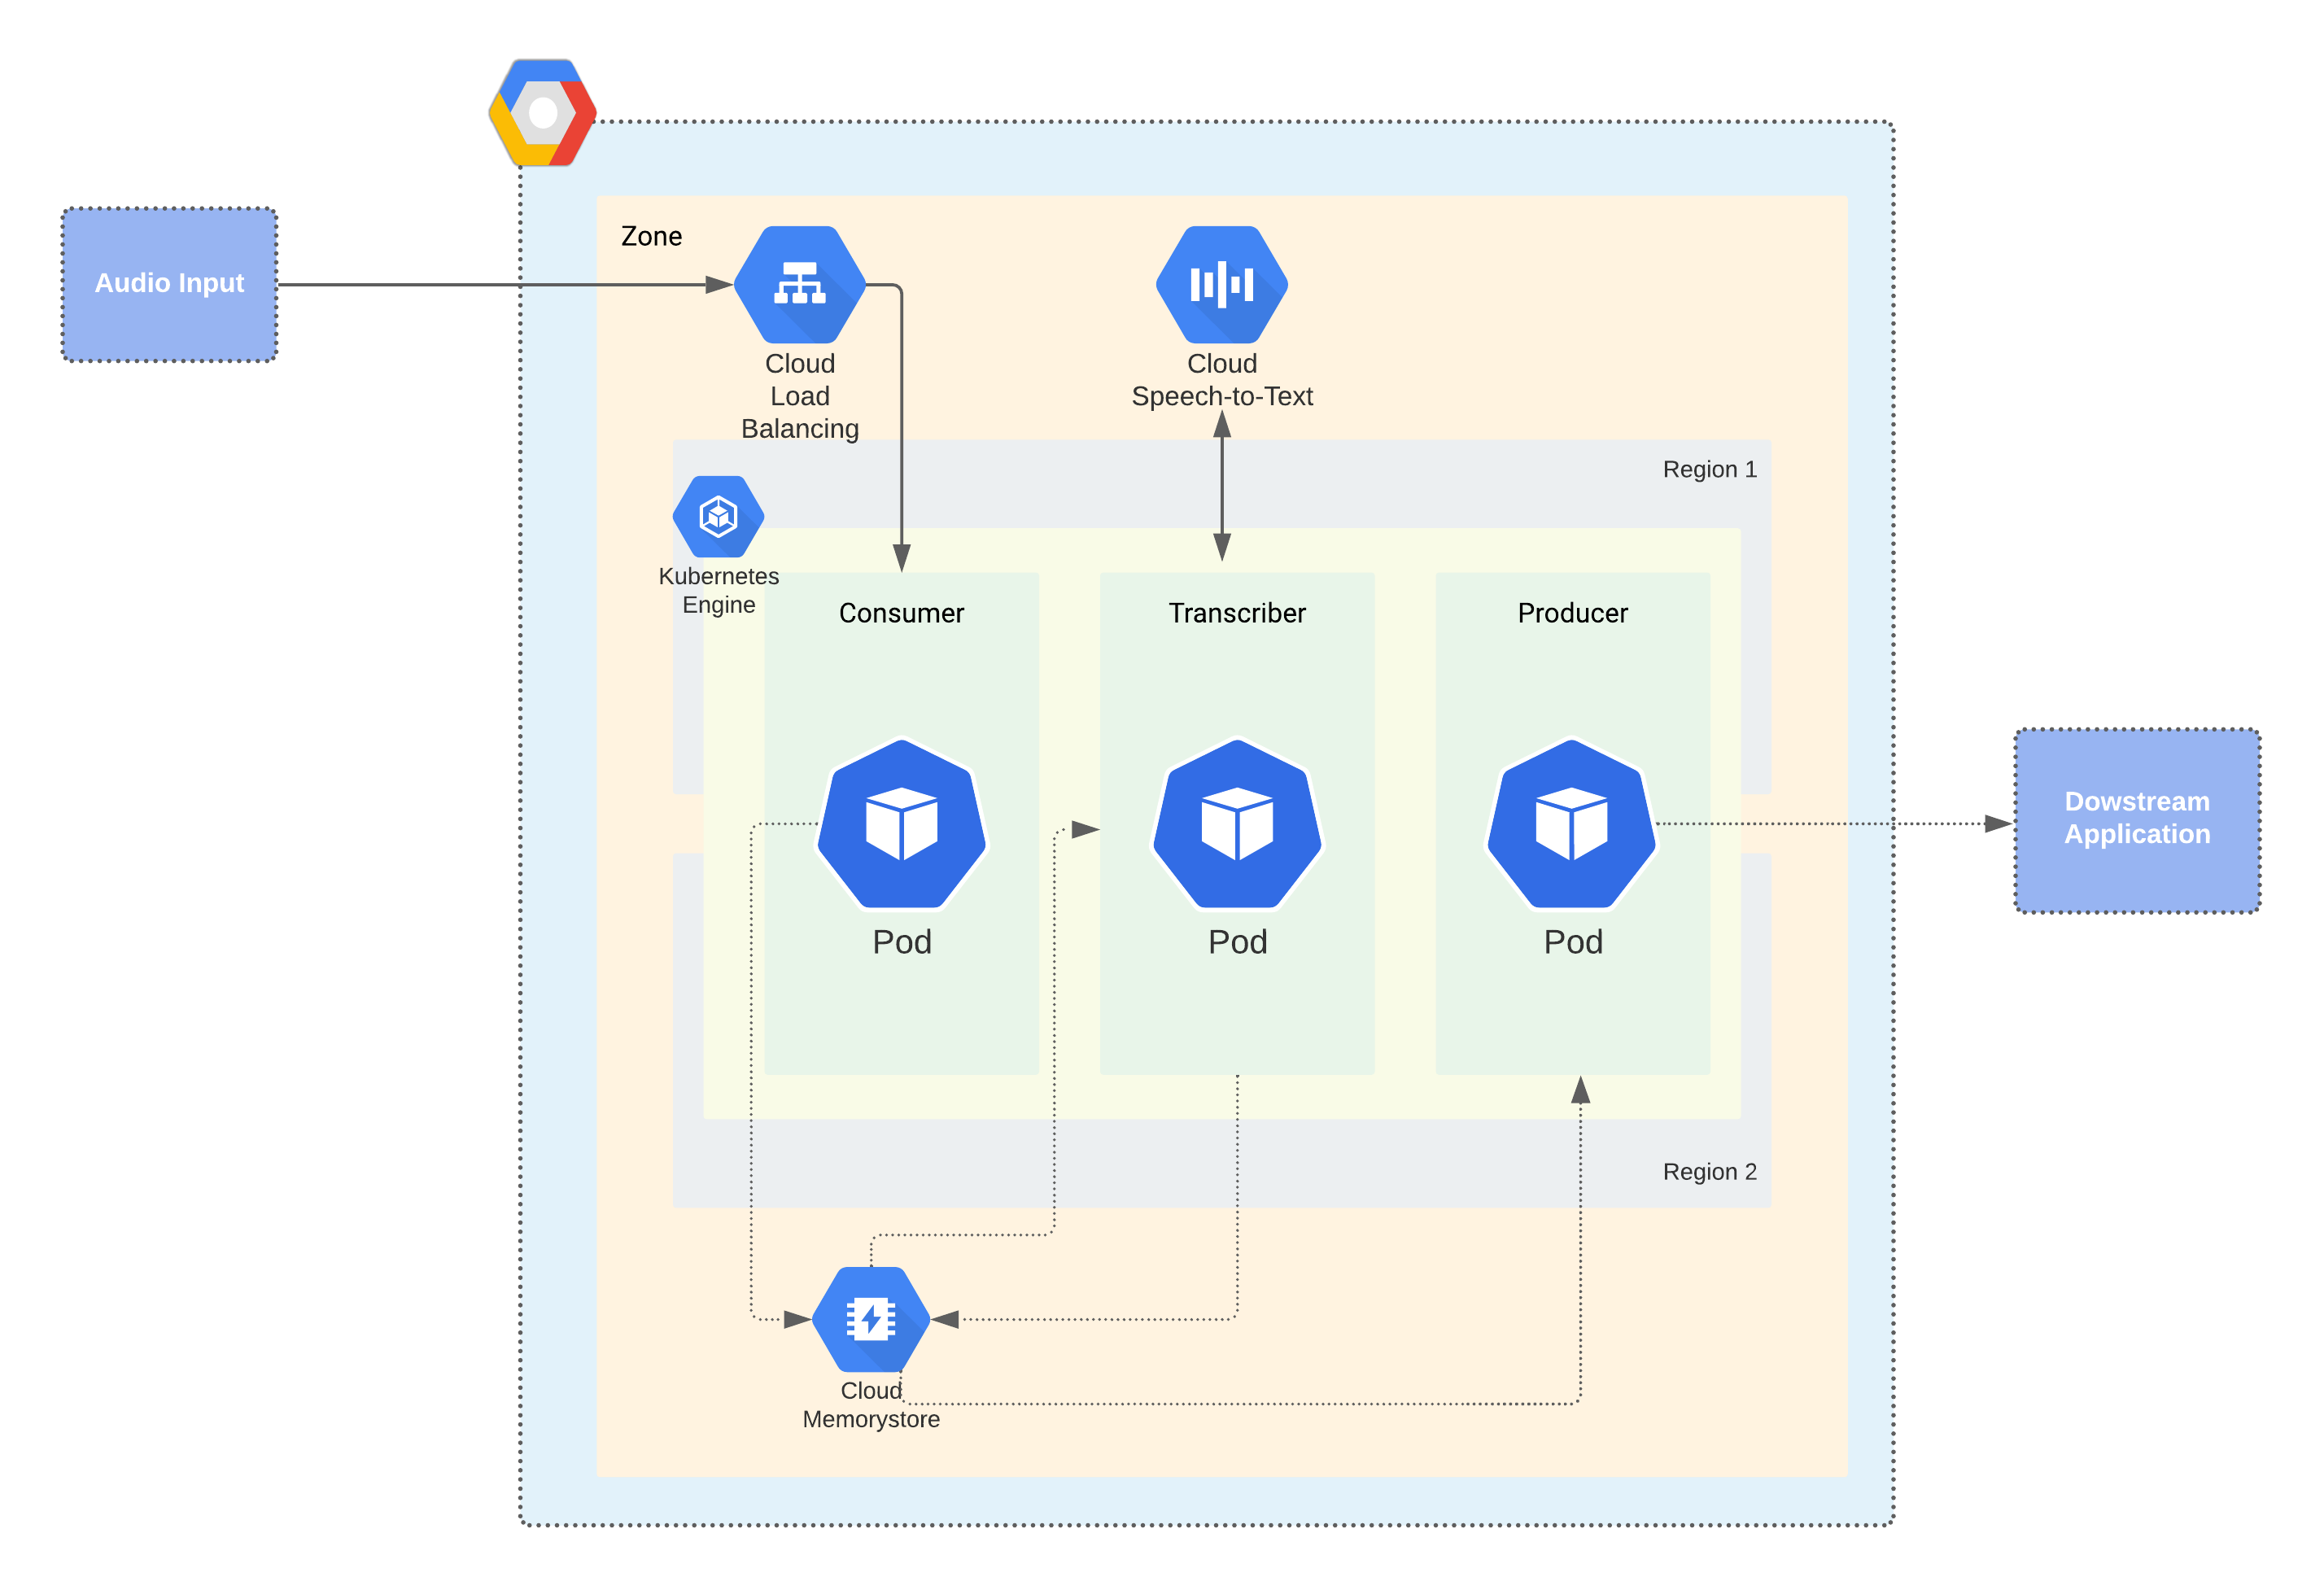 Audio Input
Zone
Cloud
Load
Balancing
Cloud
Speech-to-Text
Region 1
Kubernetes
Engine
Consumer
Transcriber
Producer
Pod
Pod
Pod
Dowstream
Application
Region 2
Cloud
Memorystore